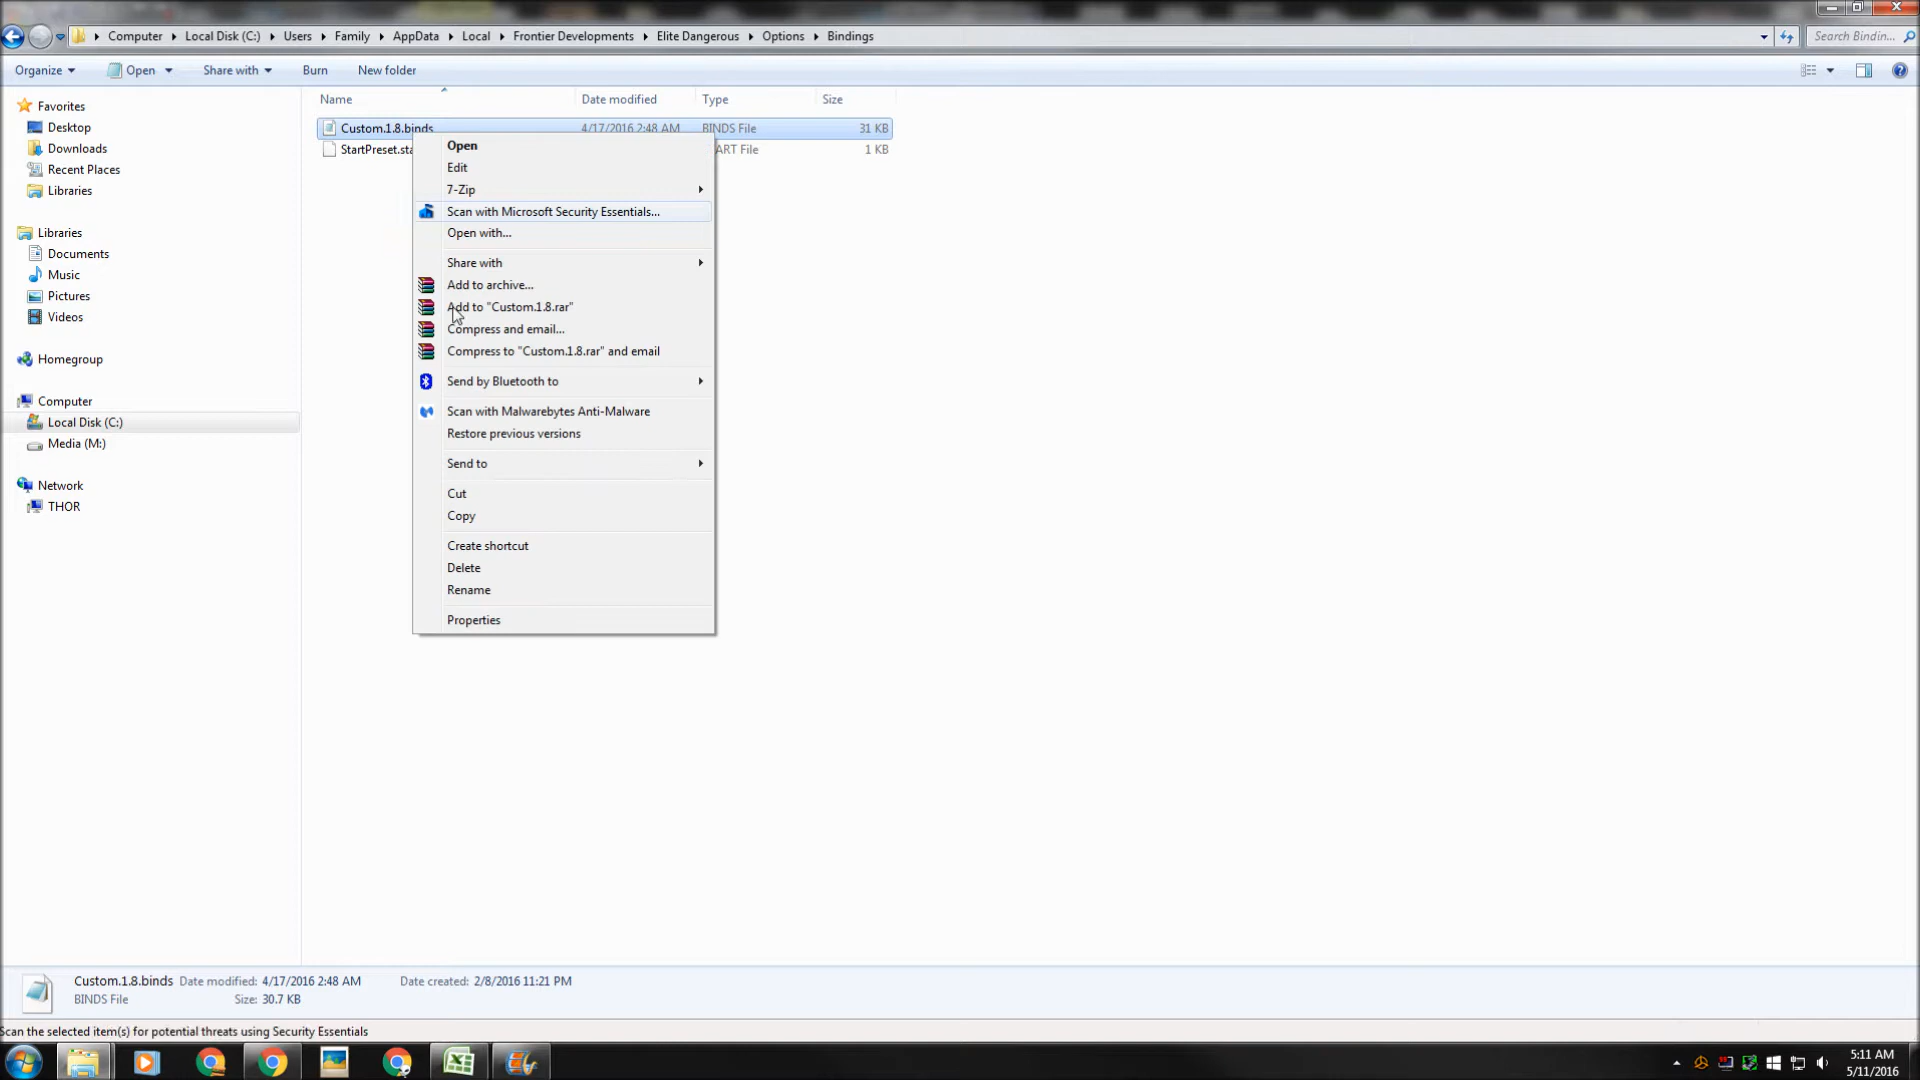 Computer Local Disk (C:) Users Family AppData Local Frontier Developments Elite Dangerous Options Bindings Search Bindin...
Organize Open Share with Burn New folder
Name Date modified Type Size
Custom.1.8.binds 4/17/2016 2:48 AM BINDS File 31 KB
StartPreset.sta ART File 1 KB
Favorites
Desktop
Downloads
Recent Places
Libraries
Libraries
Documents
Music
Pictures
Videos
Homegroup
Computer
Local Disk (C:)
Media (M:)
Network
THOR
Open
Edit
7-Zip
Scan with Microsoft Security Essentials...
Open with...
Share with
Add to archive...
Add to "Custom.1.8.rar"
Compress and email...
Compress to "Custom.1.8.rar" and email
Send by Bluetooth to
Scan with Malwarebytes Anti-Malware
Restore previous versions
Send to
Cut
Copy
Create shortcut
Delete
Rename
Properties
Custom.1.8.binds Date modified: 4/17/2016 2:48 AM Date created: 2/8/2016 11:21 PM
BINDS File Size: 30.7 KB
Scan the selected item(s) for potential threats using Security Essentials
5:11 AM
5/11/2016